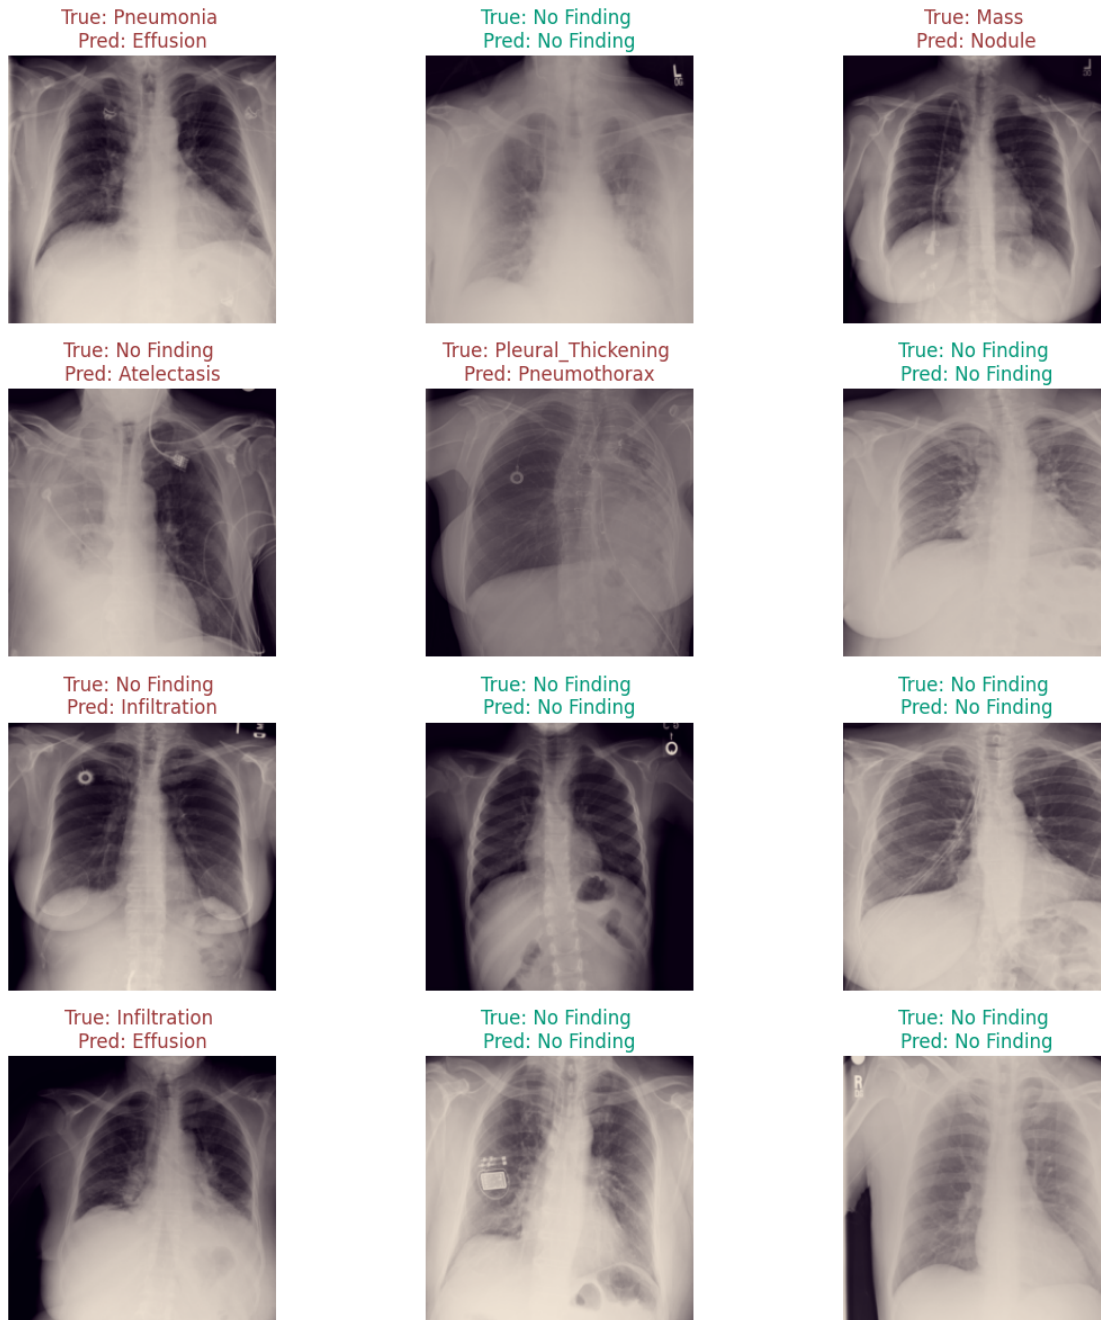 True: Pneumonia
Pred: Effusion
True: No Finding
Pred: No Finding
L
True: Mass
Pred: Nodule
L
True: No Finding
Pred: Atelectasis
True: Pleural_Thickening
Pred: Pneumothorax
True: No Finding
Pred: No Finding
True: No Finding
Pred: Infiltration
True: No Finding
Pred: No Finding
True: No Finding
Pred: No Finding
True: Infiltration
Pred: Effusion
True: No Finding
Pred: No Finding
True: No Finding
Pred: No Finding
R